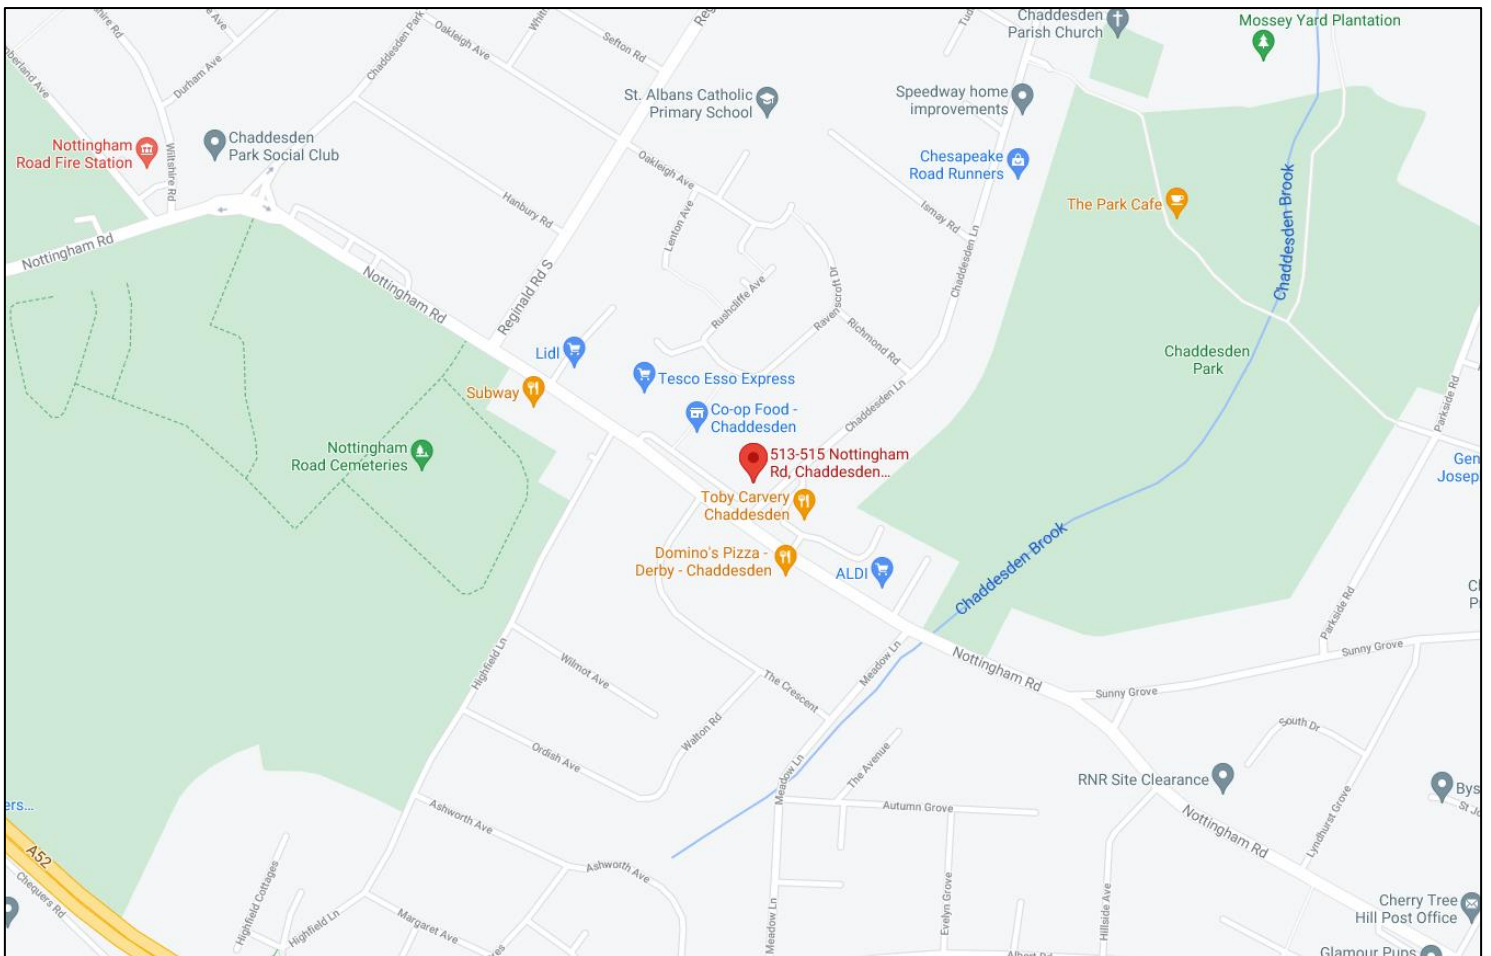 Chaddesden
Parish Church
Mossey Yard Plantation
Chaddesden Park
Oakleigh Ave
Sefton Rd
Durham Ave
St. Albans Catholic
Primary School
Speedway home
improvements
Nottingham
Road Fire Station
Chaddesden
Park Social Club
Wiltshire Rd
Oakleigh Ave
Chesapeake
Road Runners
The Park Cafe
Chaddesden Brook
Hanbury Rd
Lenton Ave
Ismay Rd
Chaddesden Ln
Nottingham Rd
Nottingham Rd
Reginald Rd S
Rushcliffe Ave
Ravenscroft Dr
Richmond Rd
Lidl
Chaddesden
Park
Tesco Esso Express
Subway
Co-op Food -
Chaddesden
Chaddesden Ln
Parkside Rd
Nottingham
Road Cemeteries
513-515 Nottingham
Rd, Chaddesden...
Gen
Josep
Toby Carvery
Chaddesden
Domino's Pizza -
Derby - Chaddesden
ALDI
Chaddesden Brook
Parkside Rd
Highfield Ln
Wilmot Ave
The Crescent
Meadow Ln
Nottingham Rd
Sunny Grove
Sunny Grove
Walton Rd
Ordish Ave
South Dr
Meadow Ln
The Avenue
RNR Site Clearance
Bys
ers...
Ashworth Ave
Autumn Grove
Nottingham Rd
Lyndhurst Grove
A52
Ashworth Ave
Chequers Rd
Highfield Cottages
Highfield Ln
Margaret Ave
Meadow Ln
Evelyn Grove
Hillside Ave
Cherry Tree
Hill Post Office
Glamour Pups